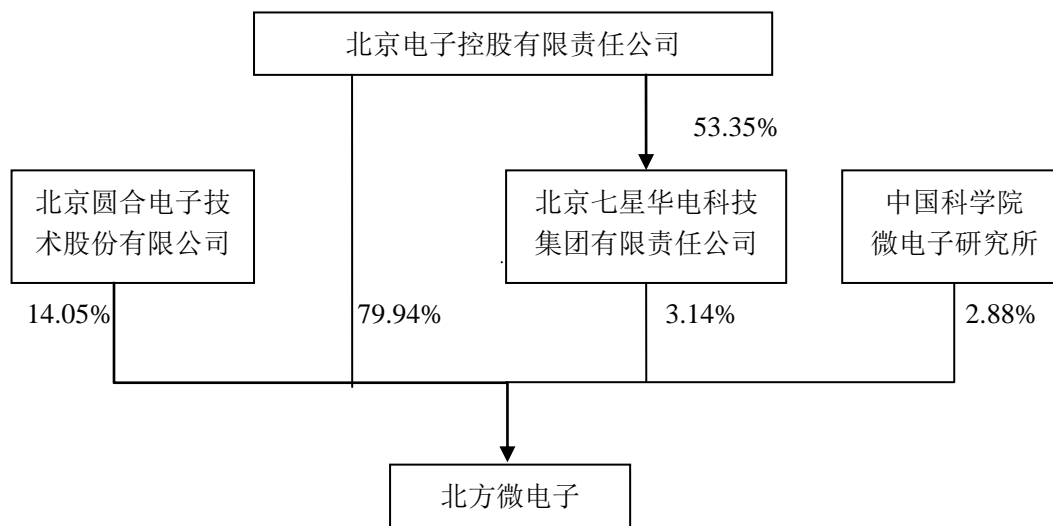 北京电子控股有限责任公司
53.35%
北京圆合电子技
术股份有限公司
北京七星华电科技
集团有限责任公司
中国科学院
微电子研究所
14.05%
79.94%
3.14%
2.88%
北方微电子